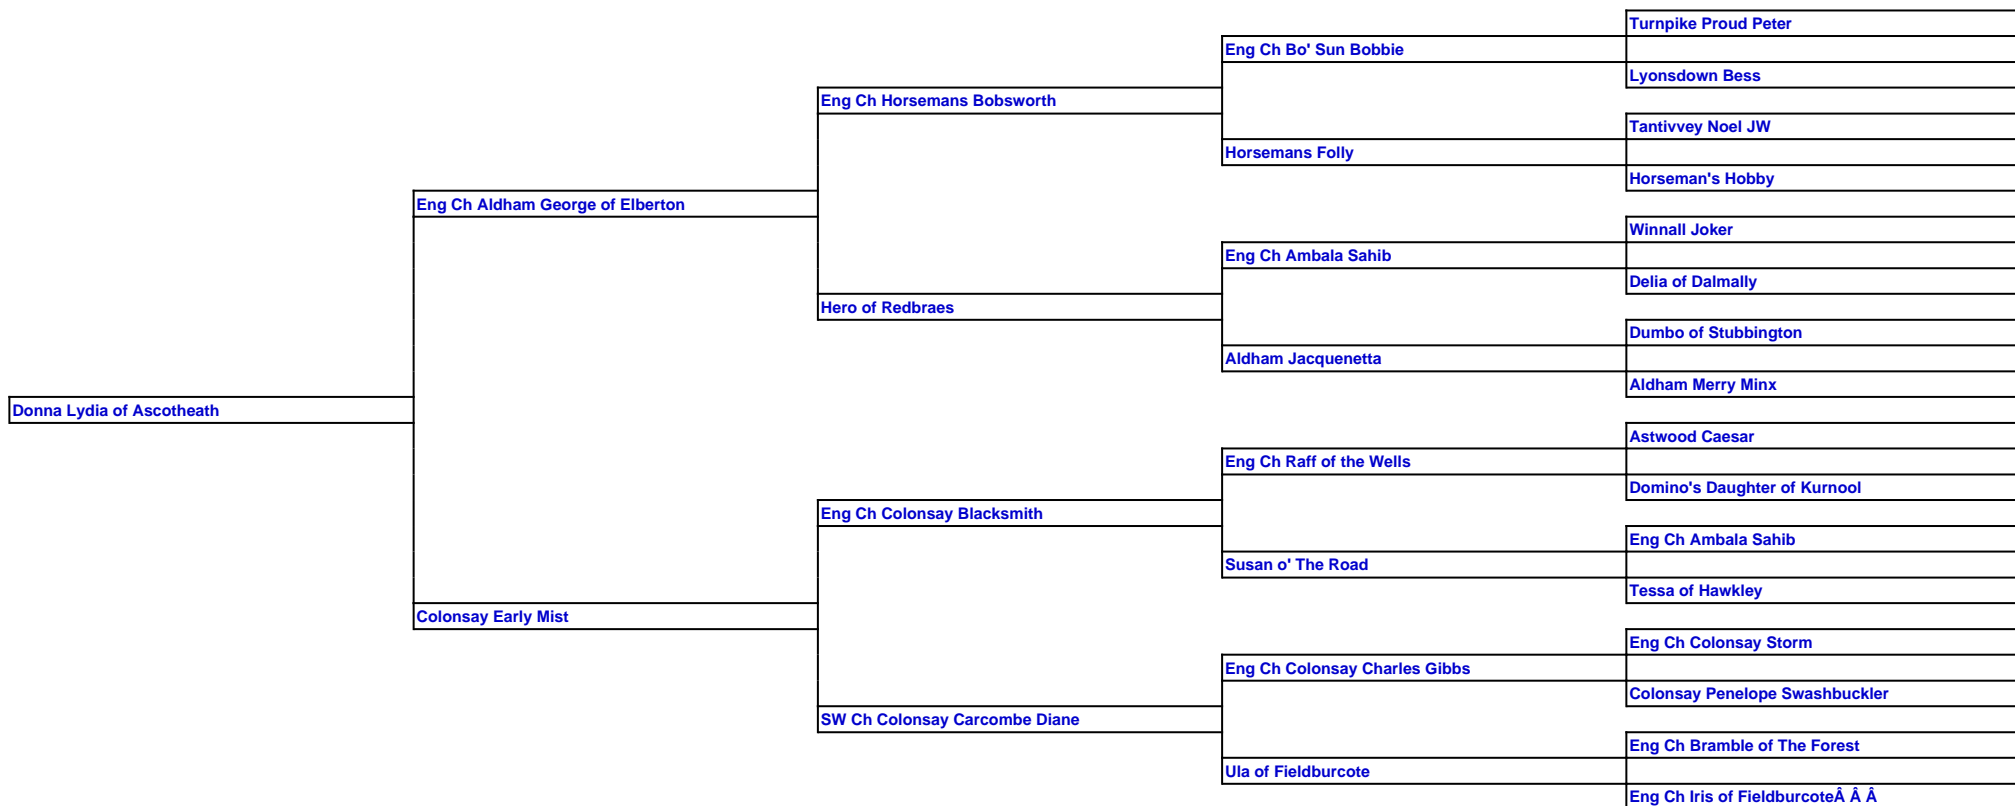 Turnpike Proud Peter
Eng Ch Bo' Sun Bobbie
Lyonsdown Bess
Eng Ch Horsemans Bobsworth
Tantivvey Noel JW
Horsemans Folly
Horseman's Hobby
Eng Ch Aldham George of Elberton
Winnall Joker
Eng Ch Ambala Sahib
Delia of Dalmally
Hero of Redbraes
Dumbo of Stubbington
Aldham Jacquenetta
Aldham Merry Minx
Donna Lydia of Ascotheath
Astwood Caesar
Eng Ch Raff of the Wells
Domino's Daughter of Kurnool
Eng Ch Colonsay Blacksmith
Eng Ch Ambala Sahib
Susan o' The Road
Tessa of Hawkley
Colonsay Early Mist
Eng Ch Colonsay Storm
Eng Ch Colonsay Charles Gibbs
Colonsay Penelope Swashbuckler
SW Ch Colonsay Carcombe Diane
Eng Ch Bramble of The Forest
Ula of Fieldburcote
Eng Ch Iris of FieldburcoteÂ Â Â